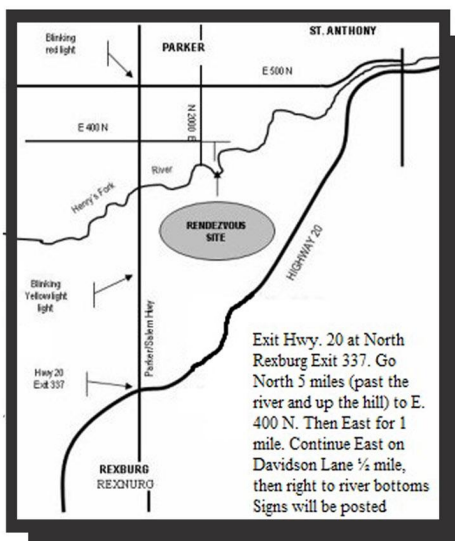 ST. ANTHONY
Blinking
red light
PARKER
E 500 N
N 2000 E
E 400 N
River
Henry's Fork
RENDEZVOUS
SITE
HIGHWAY 20
Blinking
Yellow light
light
Parker/Salem Hwy
Hwy 20
Exit 337
REXBURG
REXNURG
Exit Hwy. 20 at North
Rexburg Exit 337. Go
North 5 miles (past the
river and up the hill) to E.
400 N. Then East for 1
mile. Continue East on
Davidson Lane ½ mile,
then right to river bottoms
Signs will be posted